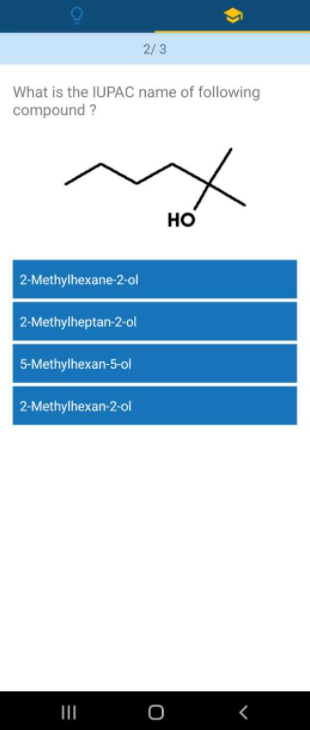 2/ 3
What is the IUPAC name of following
compound ?
HO
2-Methylhexane-2-ol
2-Methylheptan-2-ol
5-Methylhexan-5-ol
2-Methylhexan-2-ol